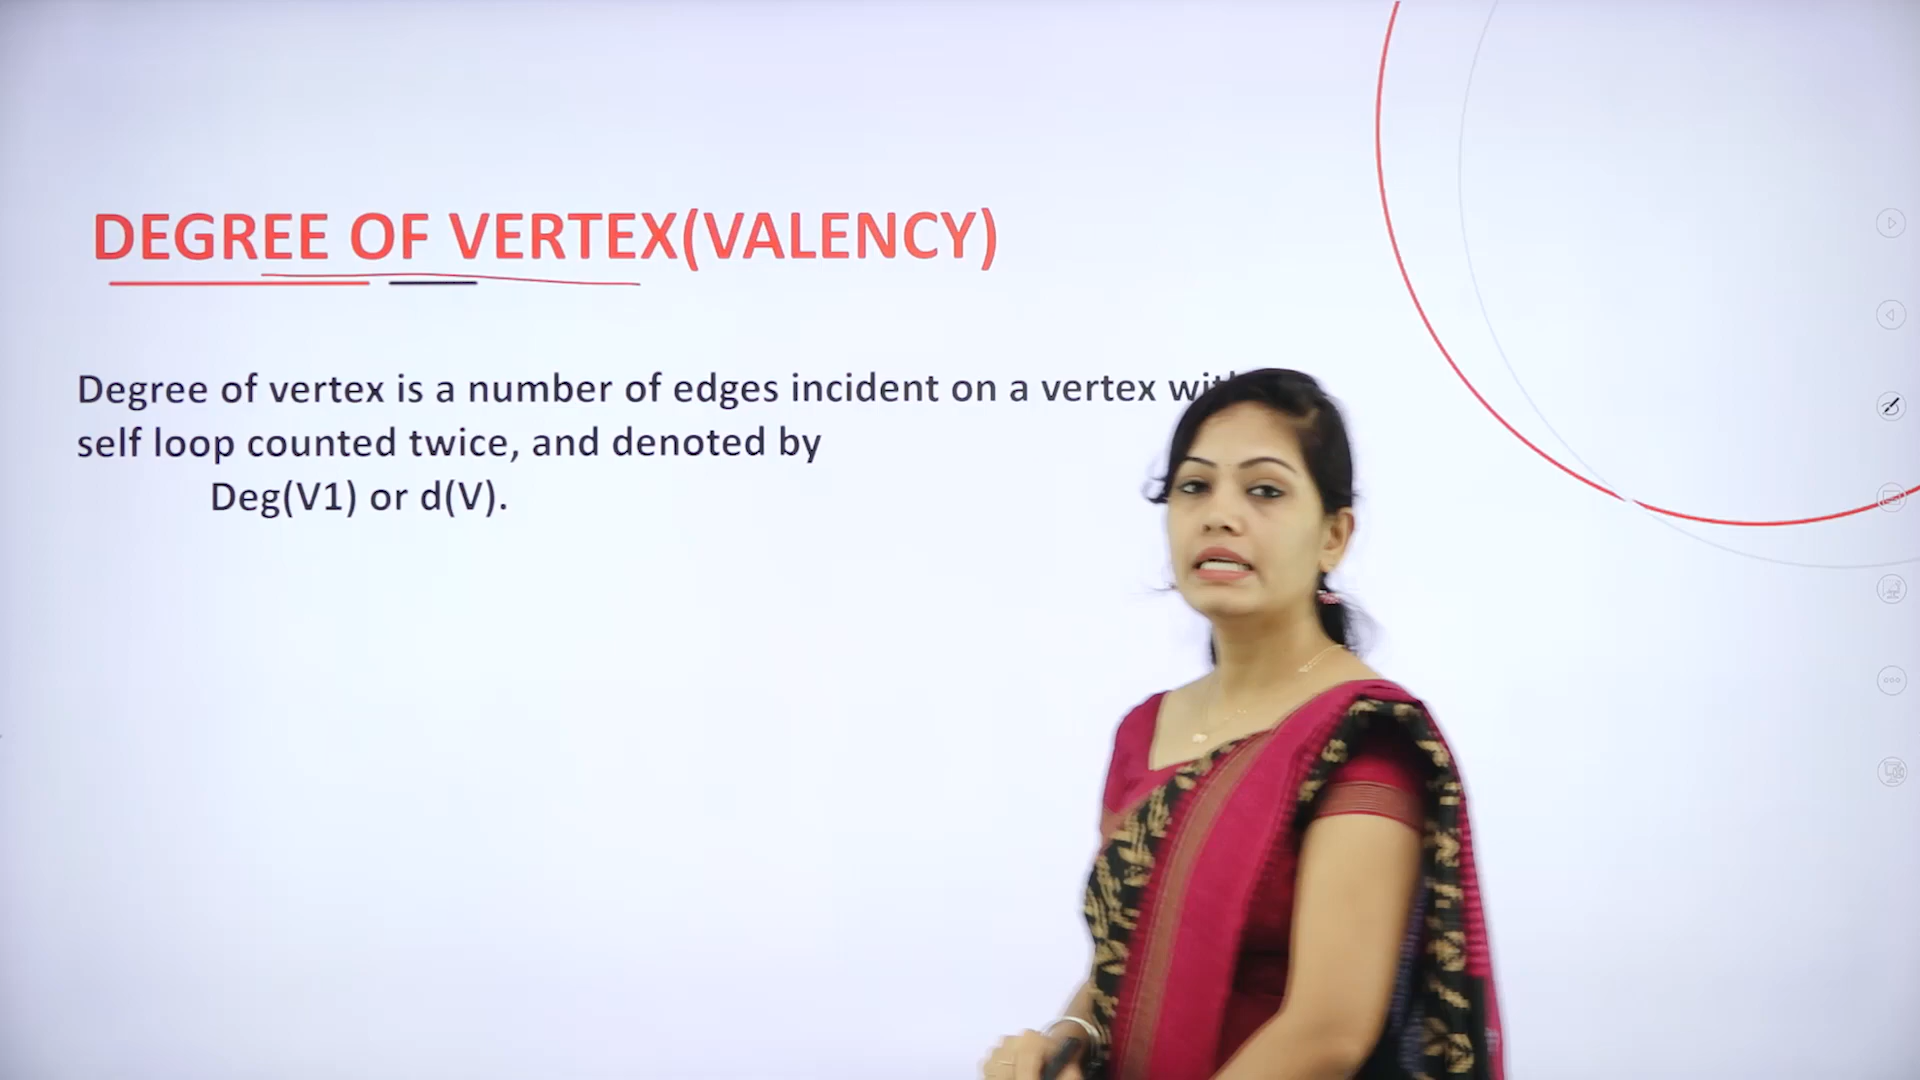 DEGREE OF VERTEX(VALENCY)
Degree of vertex is a number of edges incident on a vertex
self loop counted twice, and denoted by
Deg(V1) or d(V).